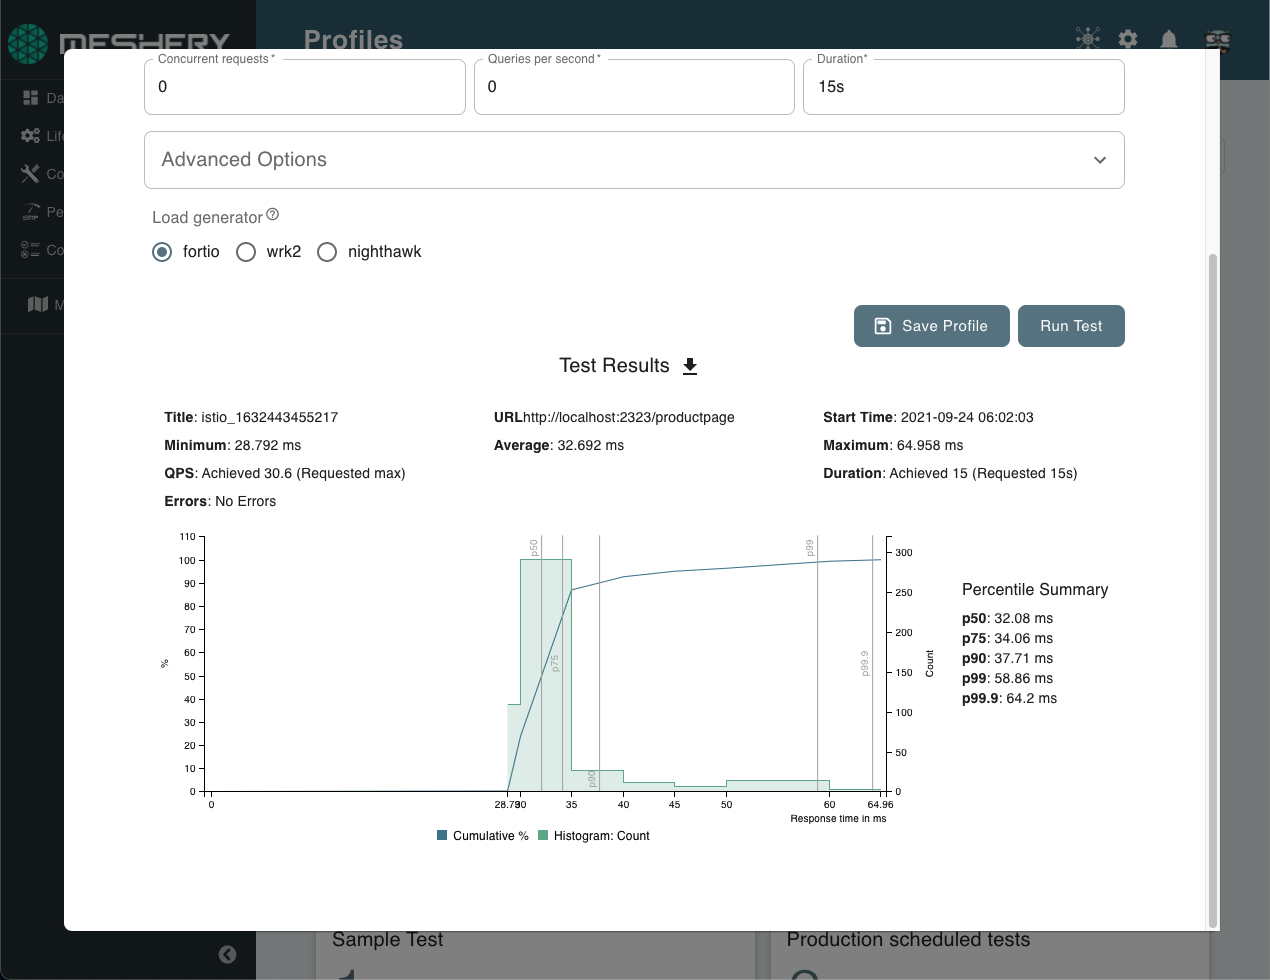 MESHERY
Profiles
Concurrent requests *
Queries per second *
Duration*
0
0
15s
Da
Life
Co
Pe
Co
M
Advanced Options
Load generator
fortio
wrk2
nighthawk
Save Profile
Run Test
Test Results
Title: istio_1632443455217
URLhttp://localhost:2323/productpage
Start Time: 2021-09-24 06:02:03
Minimum: 28.792 ms
Average: 32.692 ms
Maximum: 64.958 ms
QPS: Achieved 30.6 (Requested max)
Duration: Achieved 15 (Requested 15s)
Errors: No Errors
110
100
90
80
70
60
50
40
30
20
10
0
%
p50
p75
p90
p99
p99.9
300
250
200
150
100
50
0
Count
0
28.79
30
35
40
45
50
60
64.96
Response time in ms
Cumulative %
Histogram: Count
Percentile Summary
p50: 32.08 ms
p75: 34.06 ms
p90: 37.71 ms
p99: 58.86 ms
p99.9: 64.2 ms
Sample Test
Production scheduled tests